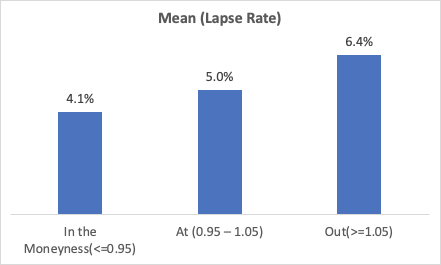 Mean (Lapse Rate)
6.4%
5.0%
4.1%
In the
Moneyness(<=0.95)
At (0.95 – 1.05)
Out(>=1.05)